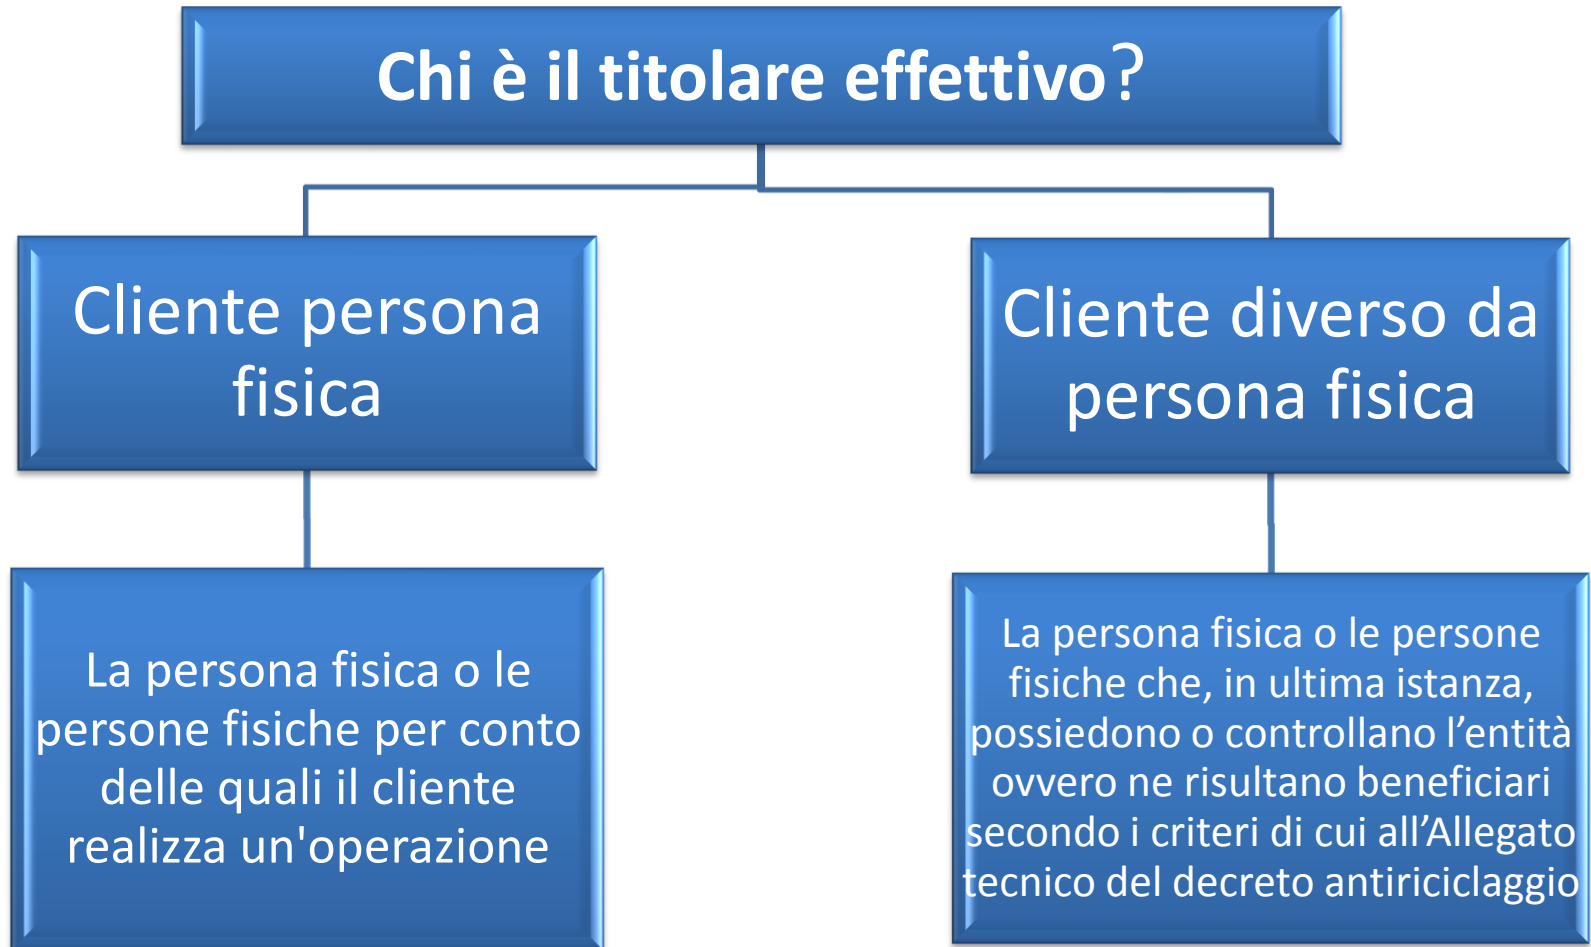 Chi è il titolare effettivo?
Cliente persona
fisica
Cliente diverso da
persona fisica
La persona fisica o le
persone fisiche per conto
delle quali il cliente
realizza un'operazione
La persona fisica o le persone
fisiche che, in ultima istanza,
possiedono o controllano l’entità
ovvero ne risultano beneficiari
secondo i criteri di cui all’Allegato
tecnico del decreto antiriciclaggio